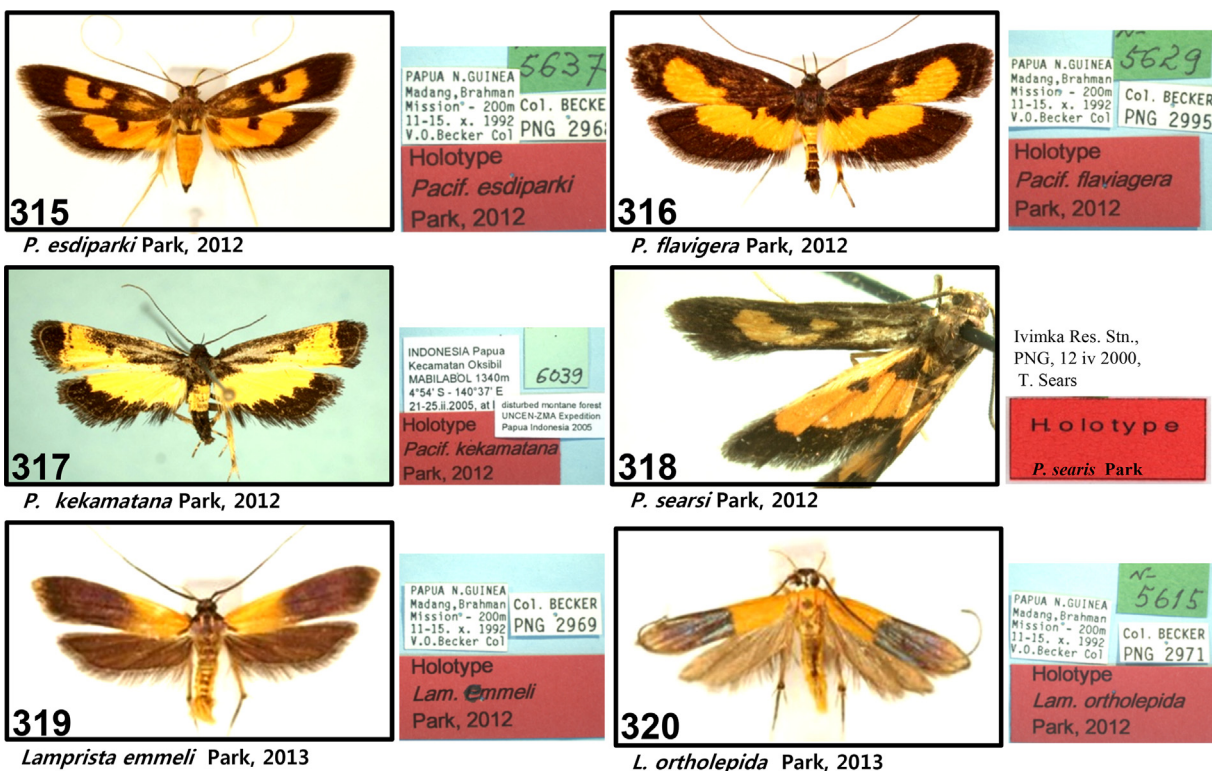 315
5637
PAPUA N.GUINEA
Madang,Brahman
Mission - 200m
11-15. x. 1992
V.O.Becker Col
Col. BECKER
PNG 296
Holotype
Pacif. esdiparki
Park, 2012
P. esdiparki Park, 2012
316
N-
5629
PAPUA N.GUINEA
Madang,Brahman
Mission - 200m
11-15. x. 1992
V.O.Becker Col
Col. BECKER
PNG 2995
Holotype
Pacif. flaviagera
Park, 2012
P. flavigera Park, 2012
317
INDONESIA Papua
Kecamatan Oksibil
MABILABOL 1340m
4°54' S - 140°37' E
21-25.ii.2005, at
6039
disturbed montane forest
UNCEN-ZMA Expedition
Papua Indonesia 2005
Holotype
Pacif. kekamatana
Park, 2012
P. kekamatana Park, 2012
318
Ivimka Res. Stn.,
PNG, 12 iv 2000,
T. Sears
Holotype
P. searis Park
P. searsi Park, 2012
319
PAPUA N.GUINEA
Madang,Brahman
Mission - 200m
11-15. x. 1992
V.O.Becker Col
Col. BECKER
PNG 2969
Holotype
Lam. Emmeli
Park, 2012
Lamprista emmeli Park, 2013
320
N-
5615
PAPUA N.GUINEA
Madang,Brahman
Mission - 200m
11-15. x. 1992
V.O.Becker Col
Col. BECKER
PNG 2971
Holotype
Lam. ortholepida
Park, 2012
L. ortholepida Park, 2013